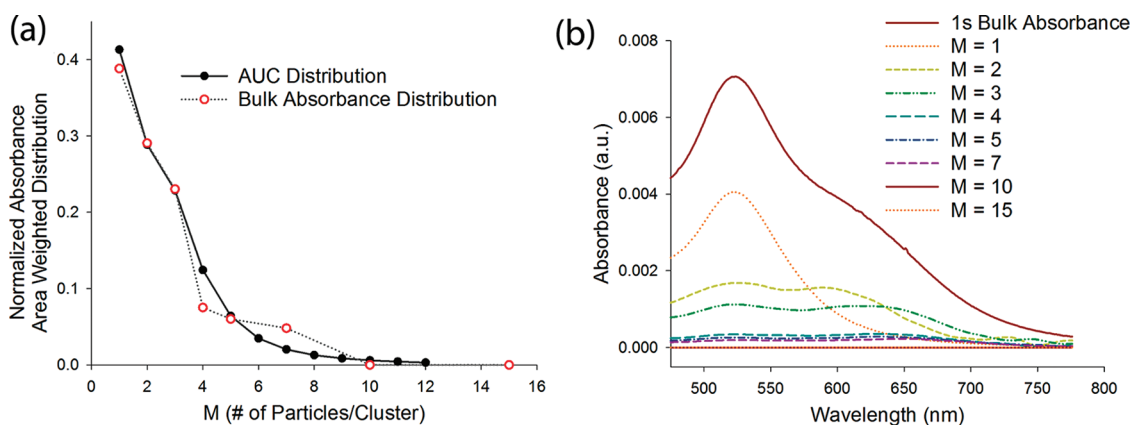 (a)
Normalized Absorbance
Area Weighted Distribution
0.4
0.3
0.2
0.1
0.0
AUC Distribution
Bulk Absorbance Distribution
0 2 4 6 8 10 12 14 16
M (# of Particles/Cluster)
(b)
Absorbance (a.u.)
0.008
0.006
0.004
0.002
0.000
1s Bulk Absorbance
M = 1
M = 2
M = 3
M = 4
M = 5
M = 7
M = 10
M = 15
500 550 600 650 700 750 800
Wavelength (nm)